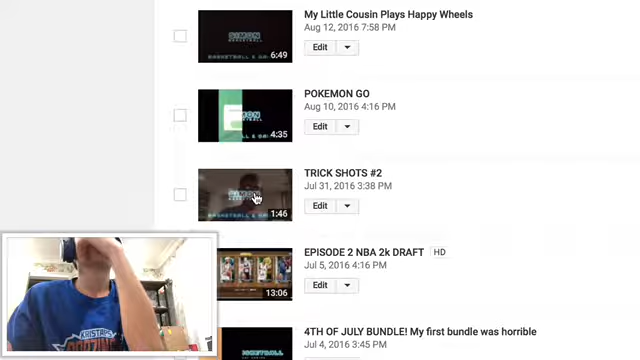 My Little Cousin Plays Happy Wheels
Aug 12, 2016 7:58 PM
SIMON
6:49
Edit
POKEMON GO
Aug 10, 2016 4:16 PM
4:35
Edit
TRICK SHOTS #2
Jul 31, 2016 3:38 PM
SIMON
1:46
Edit
EPISODE 2 NBA 2k DRAFT HD
Jul 5, 2016 4:16 PM
13:06
Edit
KRISTAPS
4TH OF JULY BUNDLE! My first bundle was horrible
Jul 4, 2016 3:45 PM